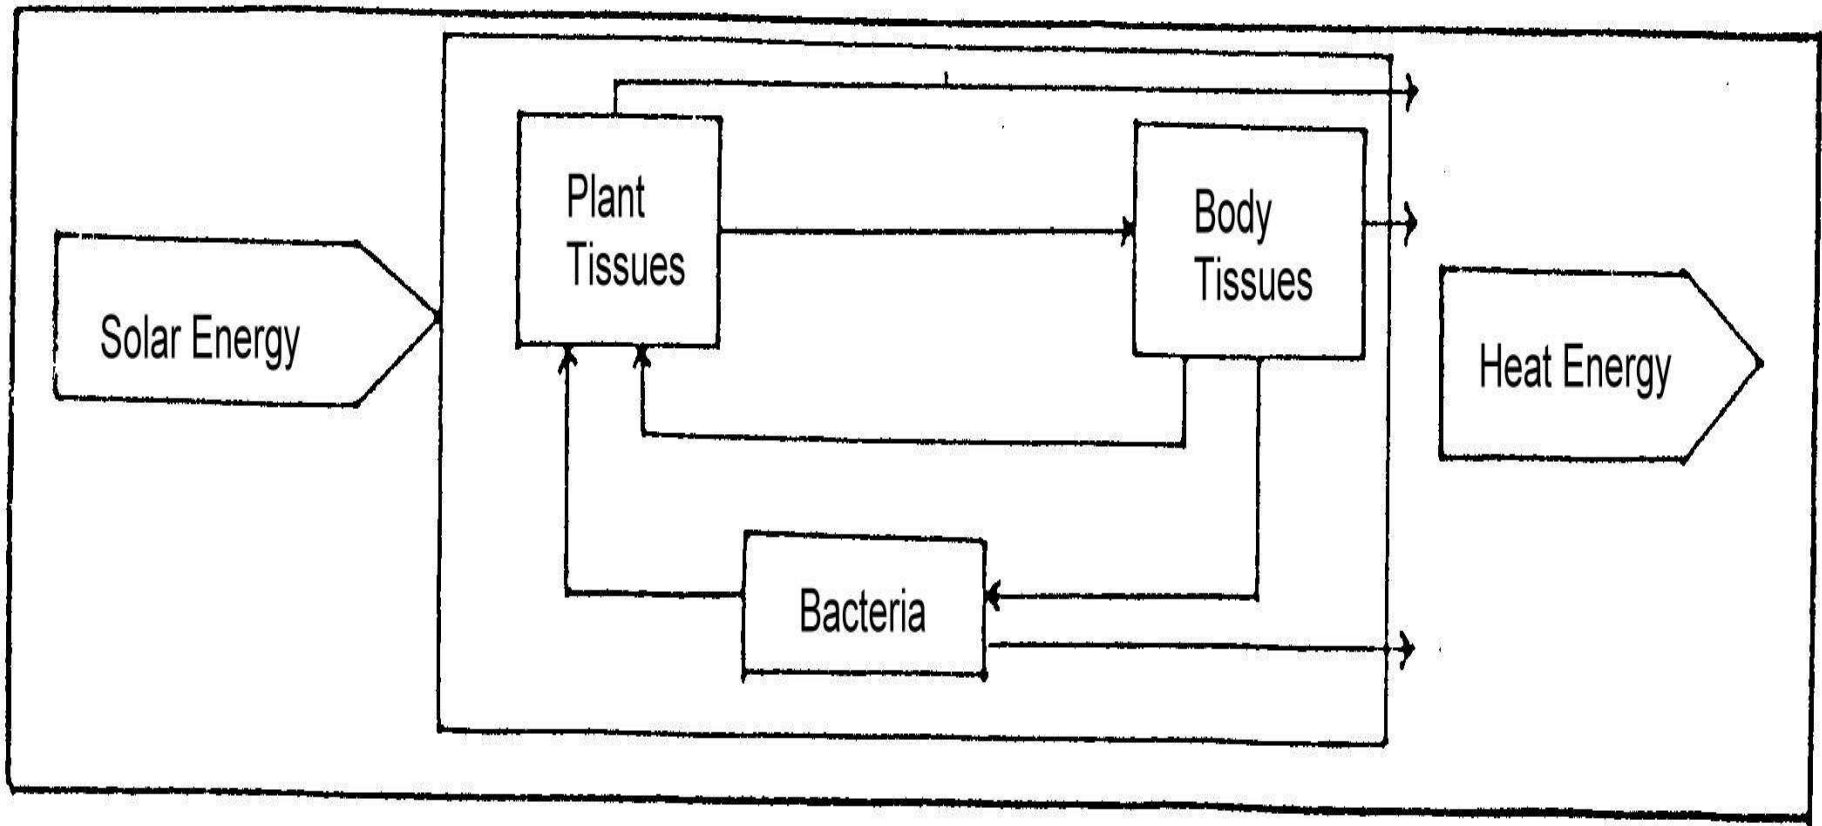 Solar Energy
Plant
Tissues
Body
Tissues
Heat Energy
Bacteria